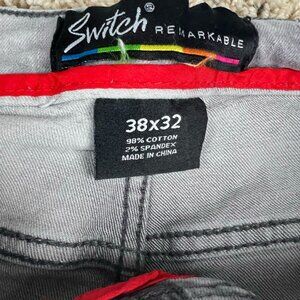 Switch
REMARKABLE
38x32
98% COTTON
2% SPANDEX
MADE IN CHINA